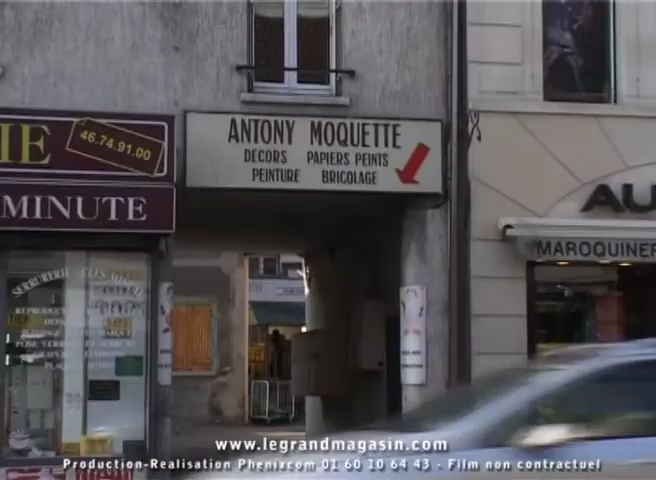 ANTONY MOQUETTE
DECORS PAPIERS PEINTS
PEINTURE BRICOLAGE
IE
46.74.91.00
MINUTE
AU
MAROQUINER
SERRURERIE
www.legrandmagasin.com
Production-Realisation Phenixcom 01 60 10 64 43 - Film non contractuel